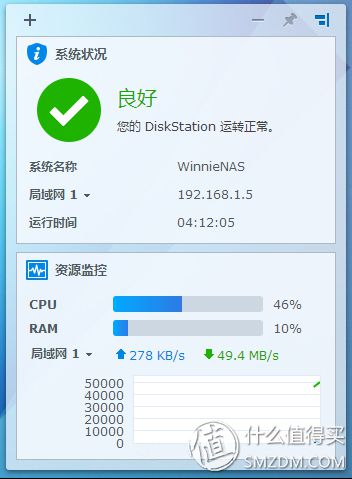 系统状况
良好
您的 DiskStation 运转正常。
系统名称 WinnieNAS
局域网 1 192.168.1.5
运行时间 04:12:05
资源监控
CPU 46%
RAM 10%
局域网 1 278 KB/s 49.4 MB/s
50000
40000
30000
20000
10000
0
值 什么值得买
SMZDM.COM